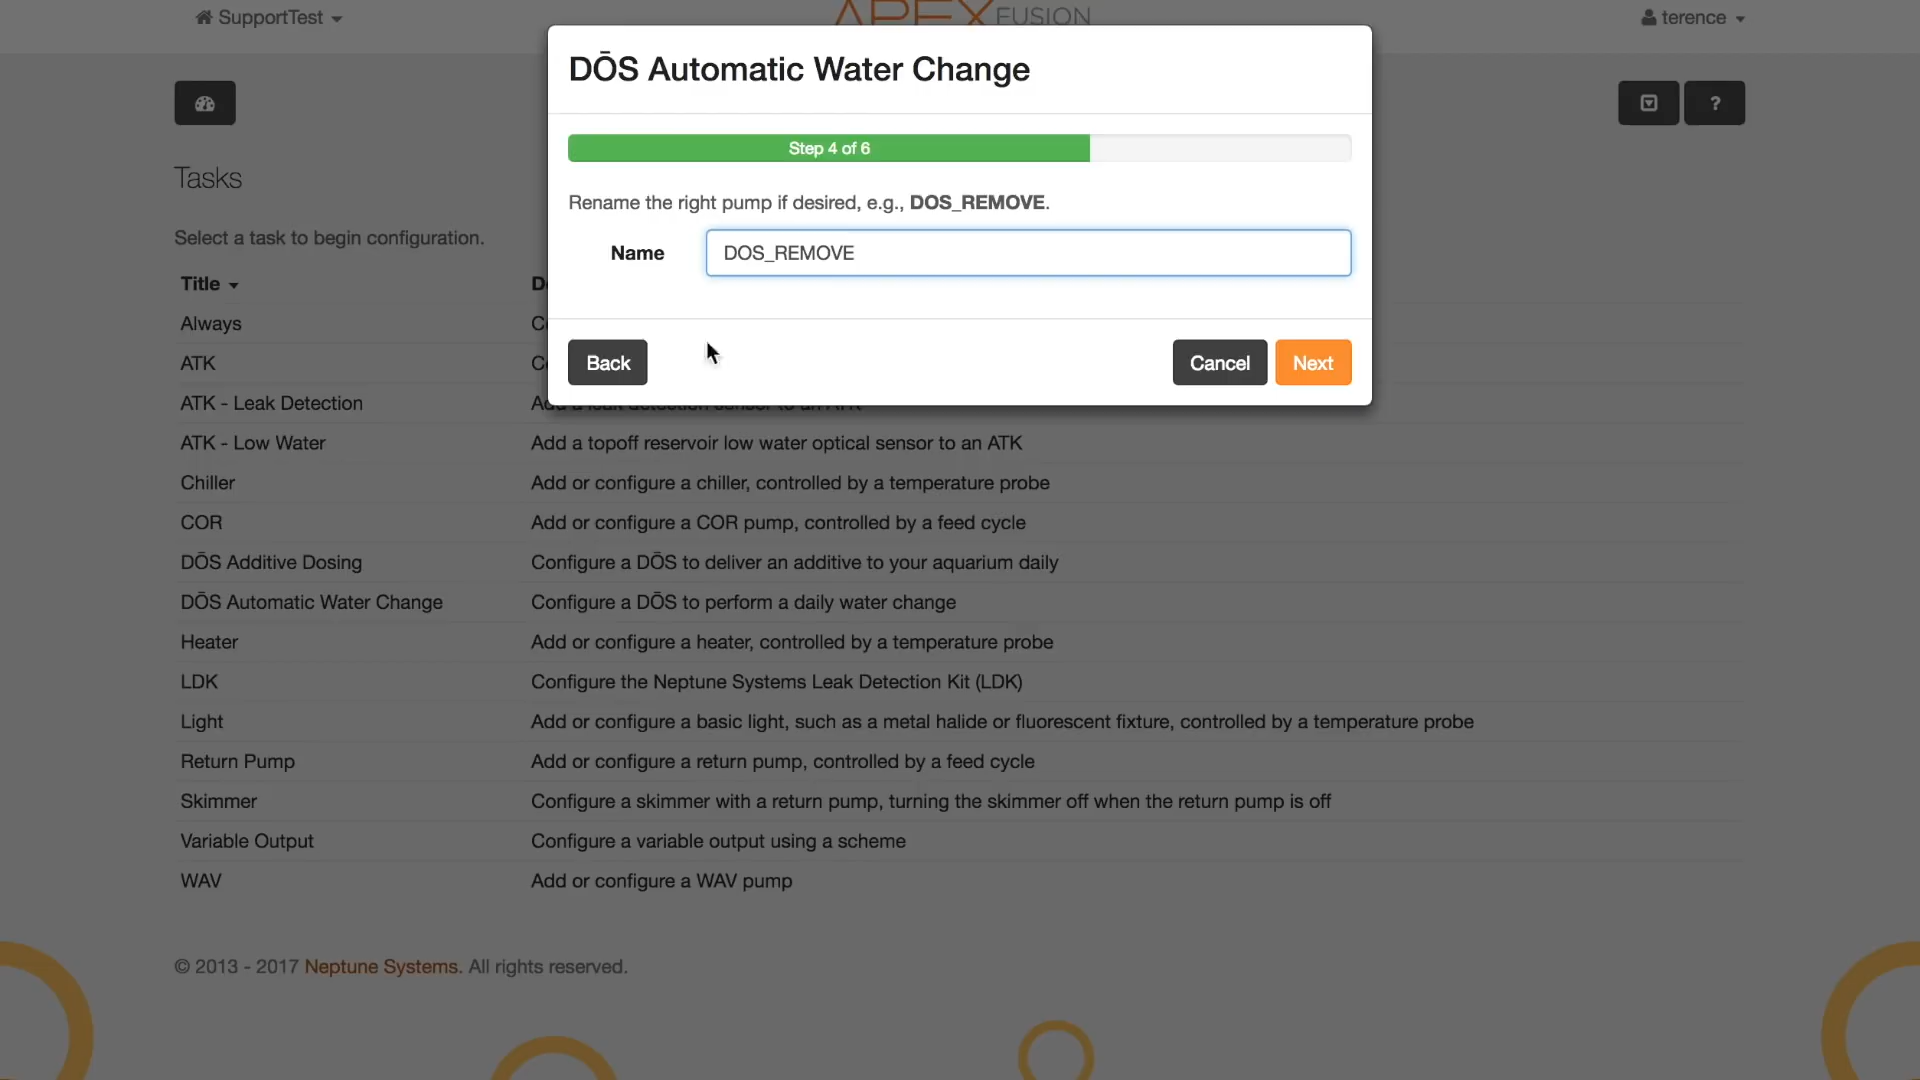 SupportTest
APEX FUSION
terence
DŌS Automatic Water Change
Step 4 of 6
?
Tasks
Rename the right pump if desired, e.g., DOS_REMOVE.
Select a task to begin configuration.
Name DOS_REMOVE
Title
Always
ATK
Back Cancel Next
ATK - Leak Detection Add a leak detection sensor to an ATK
ATK - Low Water Add a topoff reservoir low water optical sensor to an ATK
Chiller Add or configure a chiller, controlled by a temperature probe
COR Add or configure a COR pump, controlled by a feed cycle
DŌS Additive Dosing Configure a DŌS to deliver an additive to your aquarium daily
DŌS Automatic Water Change Configure a DŌS to perform a daily water change
Heater Add or configure a heater, controlled by a temperature probe
LDK Configure the Neptune Systems Leak Detection Kit (LDK)
Light Add or configure a basic light, such as a metal halide or fluorescent fixture, controlled by a temperature probe
Return Pump Add or configure a return pump, controlled by a feed cycle
Skimmer Configure a skimmer with a return pump, turning the skimmer off when the return pump is off
Variable Output Configure a variable output using a scheme
WAV Add or configure a WAV pump
© 2013 - 2017 Neptune Systems. All rights reserved.